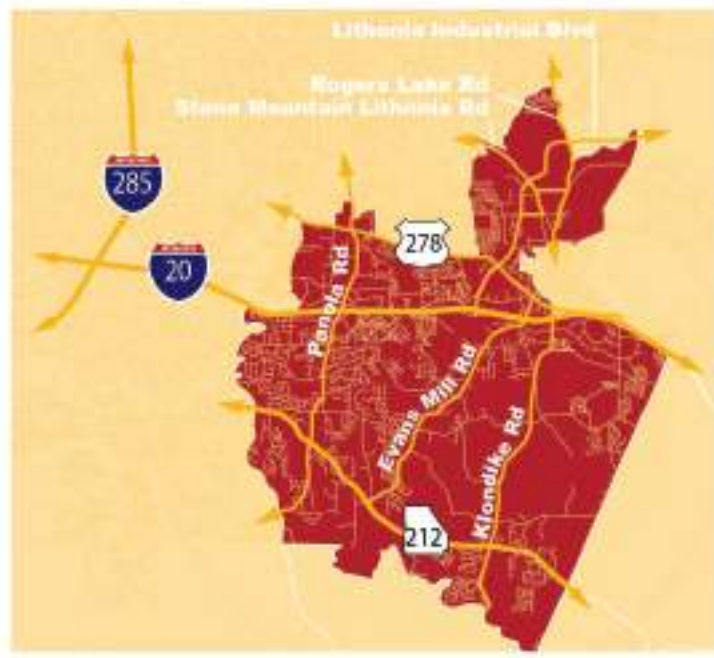 Lithonia Industrial Blvd
Rogers Lake Rd
Stone Mountain Lithonia Rd
285
278
20
Panola Rd
Evans Mill Rd
Klondike Rd
212